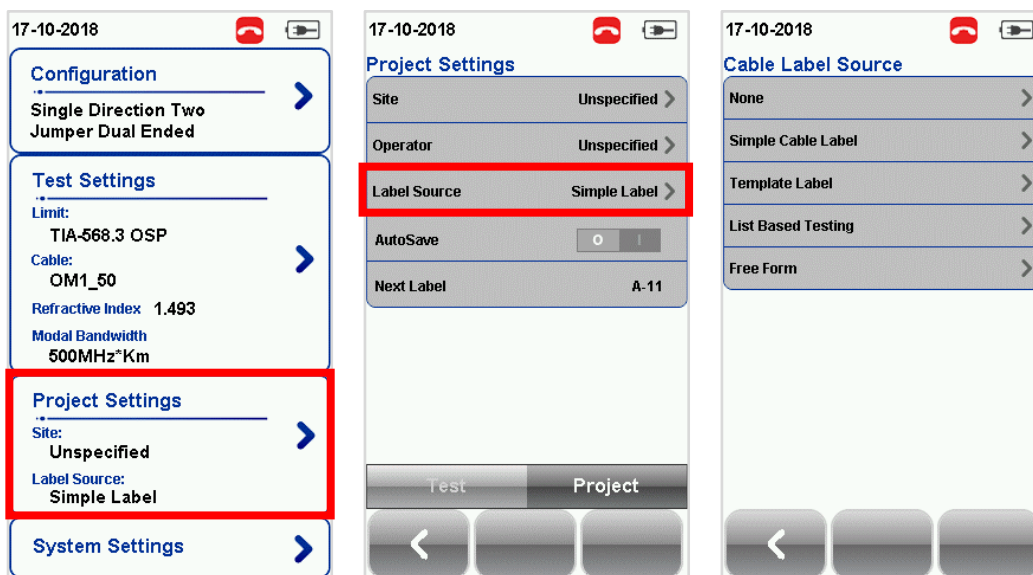 17-10-2018
Configuration
Single Direction Two
Jumper Dual Ended
Test Settings
Limit:
TIA-568.3 OSP
Cable:
OM1_50
Refractive Index 1.493
Modal Bandwidth
500MHz*Km
Project Settings
Site:
Unspecified
Label Source:
Simple Label
System Settings
17-10-2018
Project Settings
Site Unspecified
Operator Unspecified
Label Source Simple Label
AutoSave O I
Next Label A-11
Test Project
17-10-2018
Cable Label Source
None
Simple Cable Label
Template Label
List Based Testing
Free Form